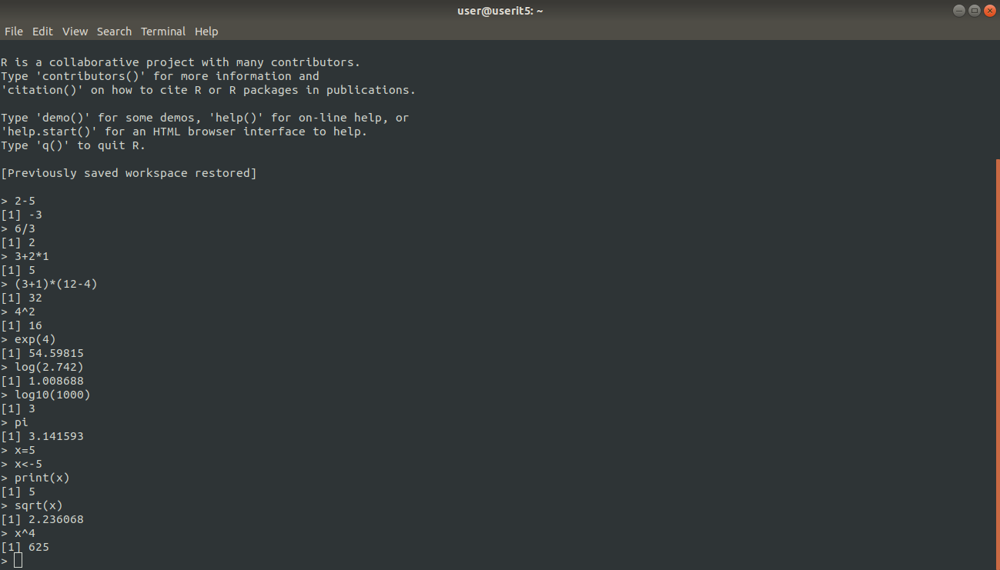 user@userit5: ~
File Edit View Search Terminal Help
R is a collaborative project with many contributors.
Type 'contributors()' for more information and
'citation()' on how to cite R or R packages in publications.
Type 'demo()' for some demos, 'help()' for on-line help, or
'help.start()' for an HTML browser interface to help.
Type 'q()' to quit R.
[Previously saved workspace restored]
> 2-5
[1] -3
> 6/3
[1] 2
> 3+2*1
[1] 5
> (3+1)*(12-4)
[1] 32
> 4^2
[1] 16
> exp(4)
[1] 54.59815
> log(2.742)
[1] 1.008688
> log10(1000)
[1] 3
> pi
[1] 3.141593
> x=5
> x<-5
> print(x)
[1] 5
> sqrt(x)
[1] 2.236068
> x^4
[1] 625
>